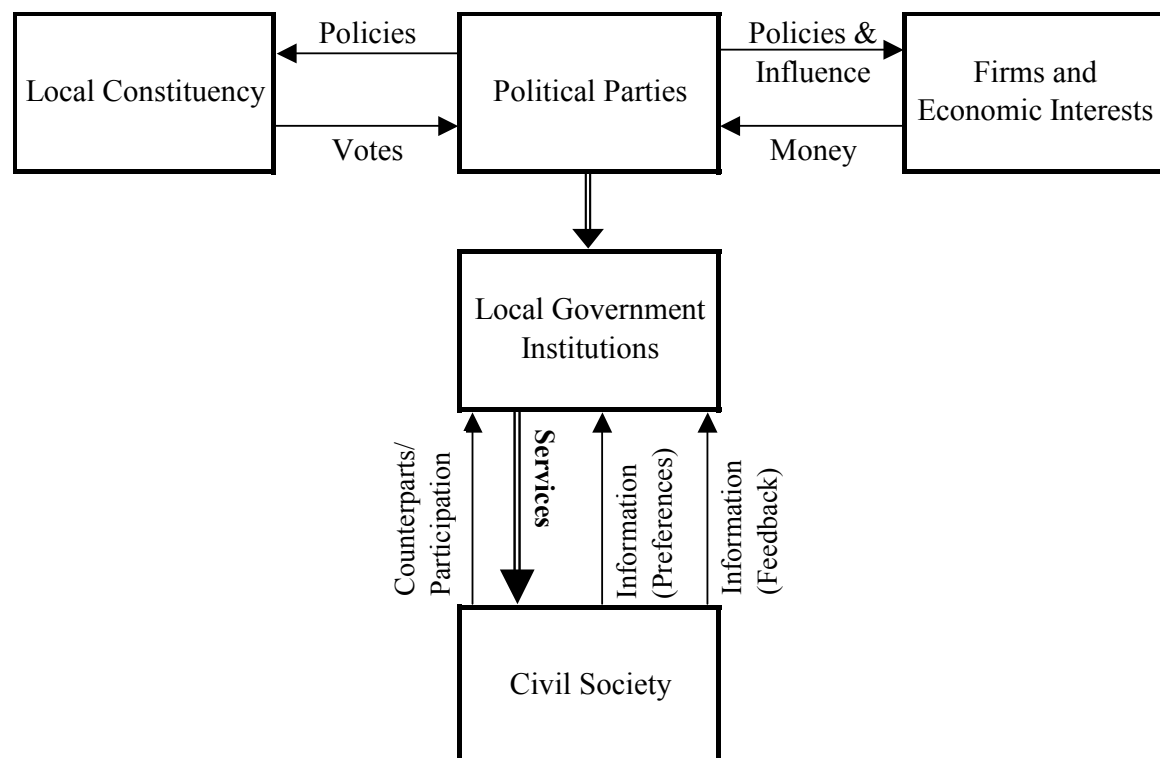 Policies
Policies &
Influence
Local Constituency
Political Parties
Firms and
Economic Interests
Votes
Money
Local Government
Institutions
Counterparts/
Participation
Services
Information
(Preferences)
Information
(Feedback)
Civil Society